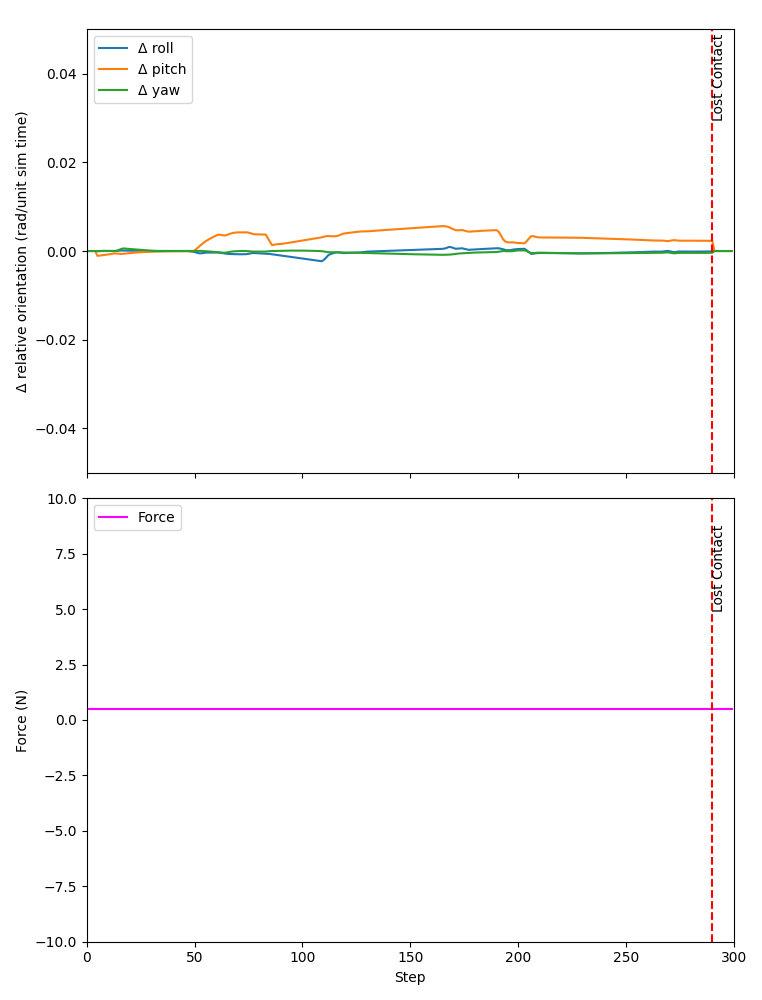 Δ roll
Δ pitch
Δ yaw
Lost Contact
0.04
0.02
0.00
−0.02
−0.04
Δ relative orientation (rad/unit sim time)
Force
Lost Contact
10.0
7.5
5.0
2.5
0.0
−2.5
−5.0
−7.5
−10.0
Force (N)
0 50 100 150 200 250 300
Step